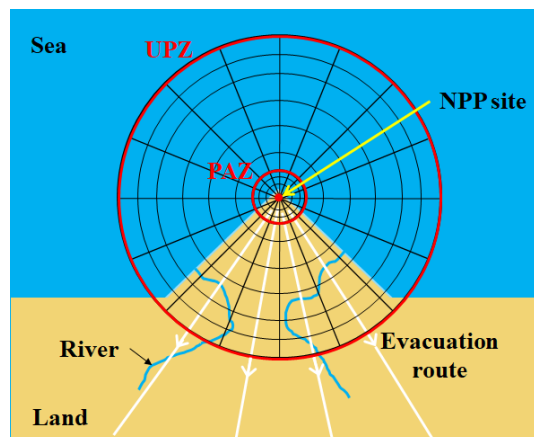 Sea
UPZ
NPP site
PAZ
River
Evacuation
route
Land